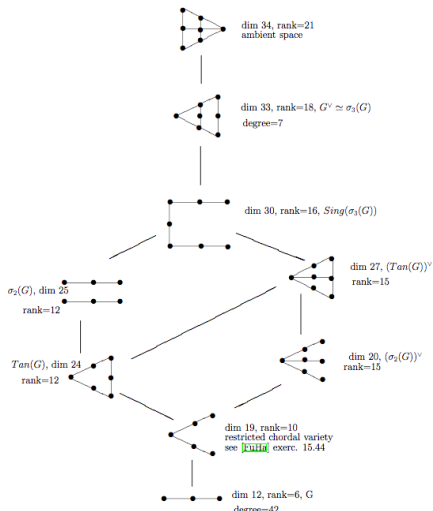 dim 34, rank=21
ambient space
dim 33, rank=18, G^∨ ≃ σ₃(G)
degree=7
dim 30, rank=16, Sing(σ₃(G))
dim 27, (Tan(G))^∨
rank=15
σ₂(G), dim 25
rank=12
Tan(G), dim 24
rank=12
dim 20, (σ₂(G))^∨
rank=15
dim 19, rank=10
restricted chordal variety
see [FuHa] exerc. 15.44
dim 12, rank=6, G
degree=42